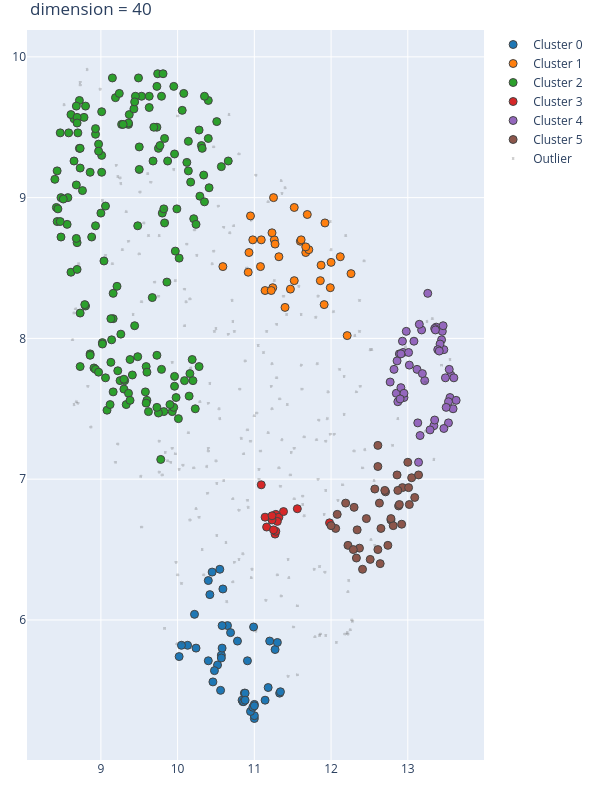 dimension = 40
10
9
8
7
6
9
10
11
12
13
Cluster 0
Cluster 1
Cluster 2
Cluster 3
Cluster 4
Cluster 5
Outlier